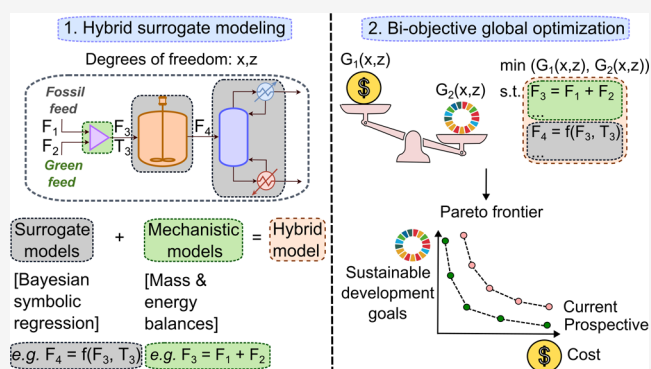 1. Hybrid surrogate modeling
Degrees of freedom: x,z
Fossil
feed
F₁
F₂
Green
feed
F₃
T₃
F₄
Surrogate
models
+
Mechanistic
models
=
Hybrid
model
[Bayesian
symbolic
regression]
[Mass &
energy
balances]
e.g. F₄ = f(F₃, T₃)
e.g. F₃ = F₁ + F₂
2. Bi-objective global optimization
G₁(x,z)
$
G₂(x,z)
min (G₁(x,z), G₂(x,z))
s.t.
F₃ = F₁ + F₂
...
F₄ = f(F₃, T₃)
...
Pareto frontier
Sustainable
development
goals
Current
Prospective
$
Cost